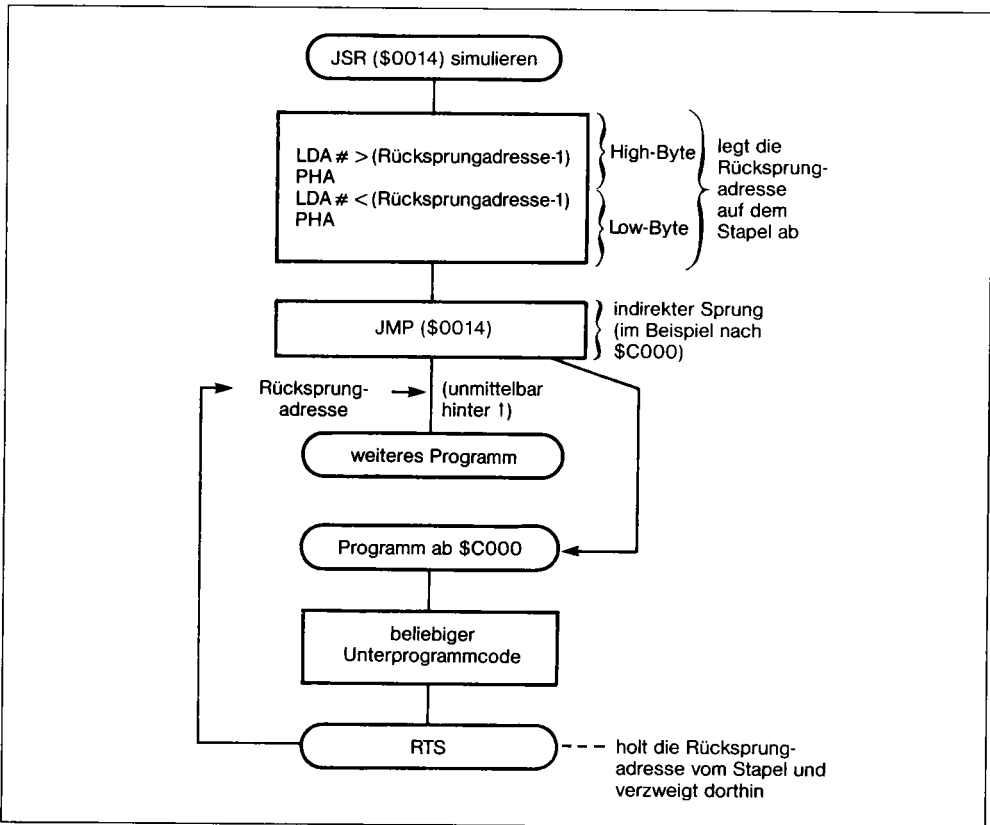 JSR ($0014) simulieren
LDA # > (Rücksprungadresse-1)
PHA
LDA # < (Rücksprungadresse-1)
PHA
High-Byte
Low-Byte
legt die
Rücksprung-
adresse
auf dem
Stapel ab
JMP ($0014)
indirekter Sprung
(im Beispiel nach
$C000)
Rücksprung-
adresse
(unmittelbar
hinter ↑)
weiteres Programm
Programm ab $C000
beliebiger
Unterprogrammcode
RTS
holt die Rücksprung-
adresse vom Stapel und
verzweigt dorthin